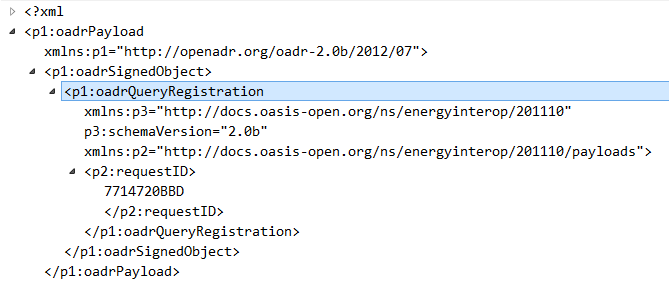 <?xml
<p1:oadrPayload
xmlns:p1="http://openadr.org/oadr-2.0b/2012/07">
<p1:oadrSignedObject>
<p1:oadrQueryRegistration
xmlns:p3="http://docs.oasis-open.org/ns/energyinterop/201110"
p3:schemaVersion="2.0b"
xmlns:p2="http://docs.oasis-open.org/ns/energyinterop/201110/payloads">
<p2:requestID>
7714720BBD
</p2:requestID>
</p1:oadrQueryRegistration>
</p1:oadrSignedObject>
</p1:oadrPayload>